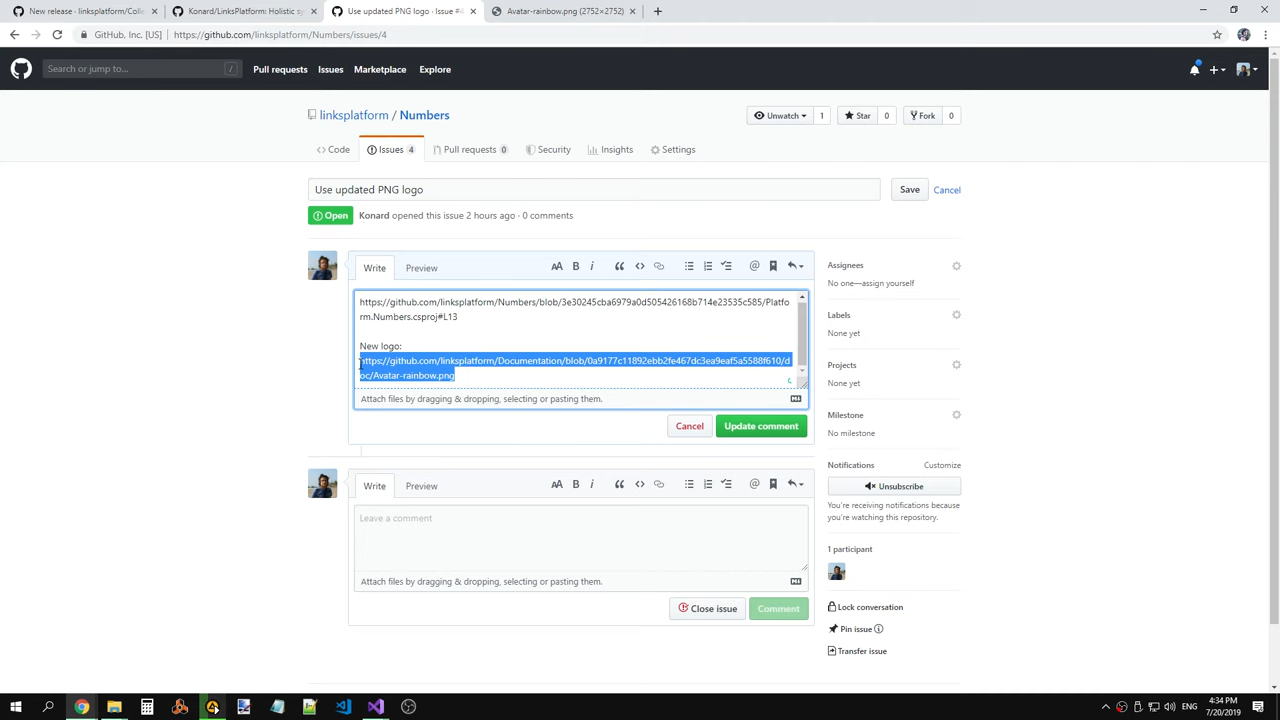 New release · linksplatform/Colle
Konard/LinksPlatform: Holistic sy
Use updated PNG logo · Issue #4
Avatar-rainbow.png (2752×2752)
GitHub, Inc. [US] https://github.com/linksplatform/Numbers/issues/4
Search or jump to... /
Pull requests Issues Marketplace Explore
linksplatform / Numbers
Unwatch 1 Star 0 Fork 0
Code Issues 4 Pull requests 0 Security Insights Settings
Use updated PNG logo
Save Cancel
Open Konard opened this issue 2 hours ago · 0 comments
Write Preview
https://github.com/linksplatform/Numbers/blob/3e30245cba6979a0d505426168b714e23535c585/Platfo
rm.Numbers.csproj#L13
New logo:
https://github.com/linksplatform/Documentation/blob/0a9177c11892ebb2fe467dc3ea9eaf5a5588f610/d
oc/Avatar-rainbow.png
Attach files by dragging & dropping, selecting or pasting them.
Cancel Update comment
Write Preview
Leave a comment
Attach files by dragging & dropping, selecting or pasting them.
Close issue Comment
Assignees
No one—assign yourself
Labels
None yet
Projects
None yet
Milestone
No milestone
Notifications Customize
Unsubscribe
You're receiving notifications because
you're watching this repository.
1 participant
Lock conversation
Pin issue
Transfer issue
ENG
4:34 PM
7/20/2019